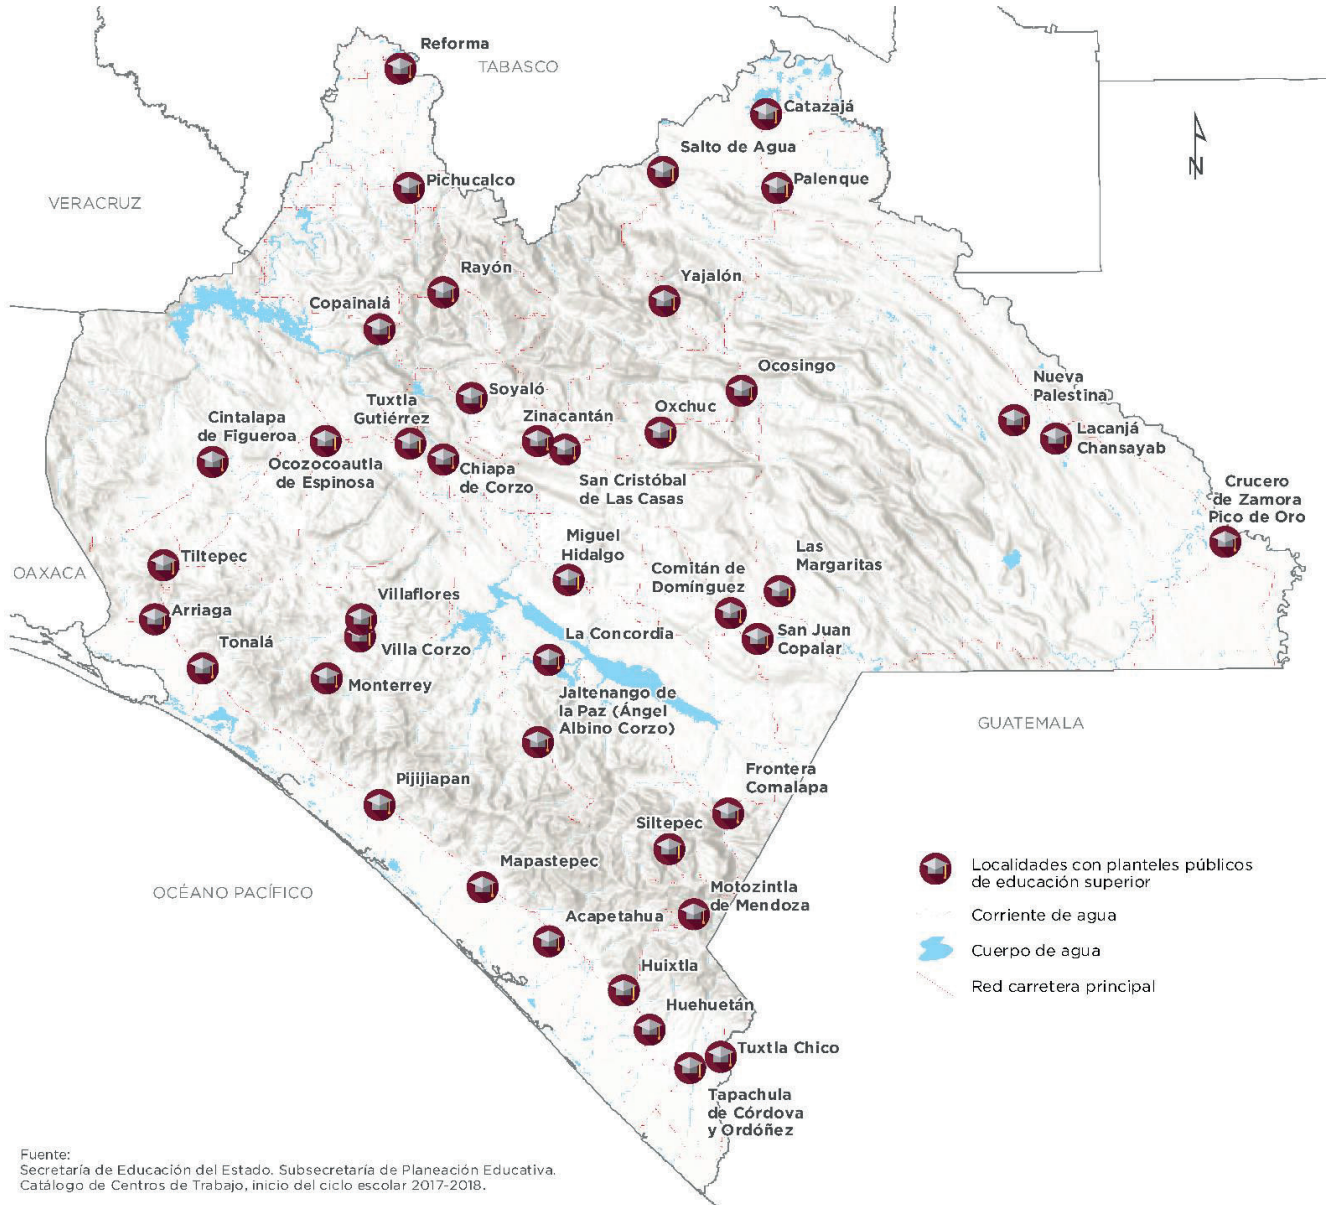 Reforma
TABASCO
Catazajá
Salto de Agua
Palenque
Pichucalco
VERACRUZ
Rayón
Yajalón
Copainalá
Ocosingo
Nueva
Palestina
Soyaló
Oxchuc
Tuxtla
Gutiérrez
Zinacantán
Cintalapa
de Figueroa
Lacanjá
Chansayab
Ocozocoautla
de Espinosa
Chiapa
de Corzo
San Cristóbal
de Las Casas
Crucero
de Zamora
Pico de Oro
Miguel
Hidalgo
Las
Margaritas
Tiltepec
OAXACA
Comitán de
Domínguez
Villaflores
Arriaga
La Concordia
San Juan
Copalar
Tonalá
Villa Corzo
Monterrey
Jaltenango de
la Paz (Ángel
Albino Corzo)
GUATEMALA
Pijijiapan
Frontera
Comalapa
Siltepec
Mapastepec
OCÉANO PACÍFICO
Motozintla
de Mendoza
Acapetahua
Huixtla
Huehuetán
Tuxtla Chico
Tapachula
de Córdova
y Ordóñez
N
Localidades con planteles públicos
de educación superior
Corriente de agua
Cuerpo de agua
Red carretera principal
Fuente:
Secretaría de Educación del Estado. Subsecretaría de Planeación Educativa.
Catálogo de Centros de Trabajo, inicio del ciclo escolar 2017-2018.